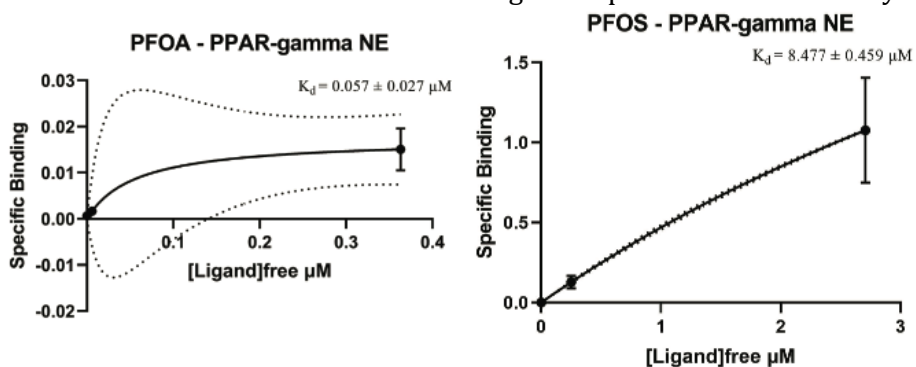 PFOA - PPAR-gamma NE
K_d = 0.057 ± 0.027 µM
0.03
0.02
0.01
0.00
-0.01
-0.02
0.1
0.2
0.3
0.4
Specific Binding
[Ligand]free µM
PFOS - PPAR-gamma NE
K_d = 8.477 ± 0.459 µM
1.5
1.0
0.5
0.0
0
1
2
3
Specific Binding
[Ligand]free µM